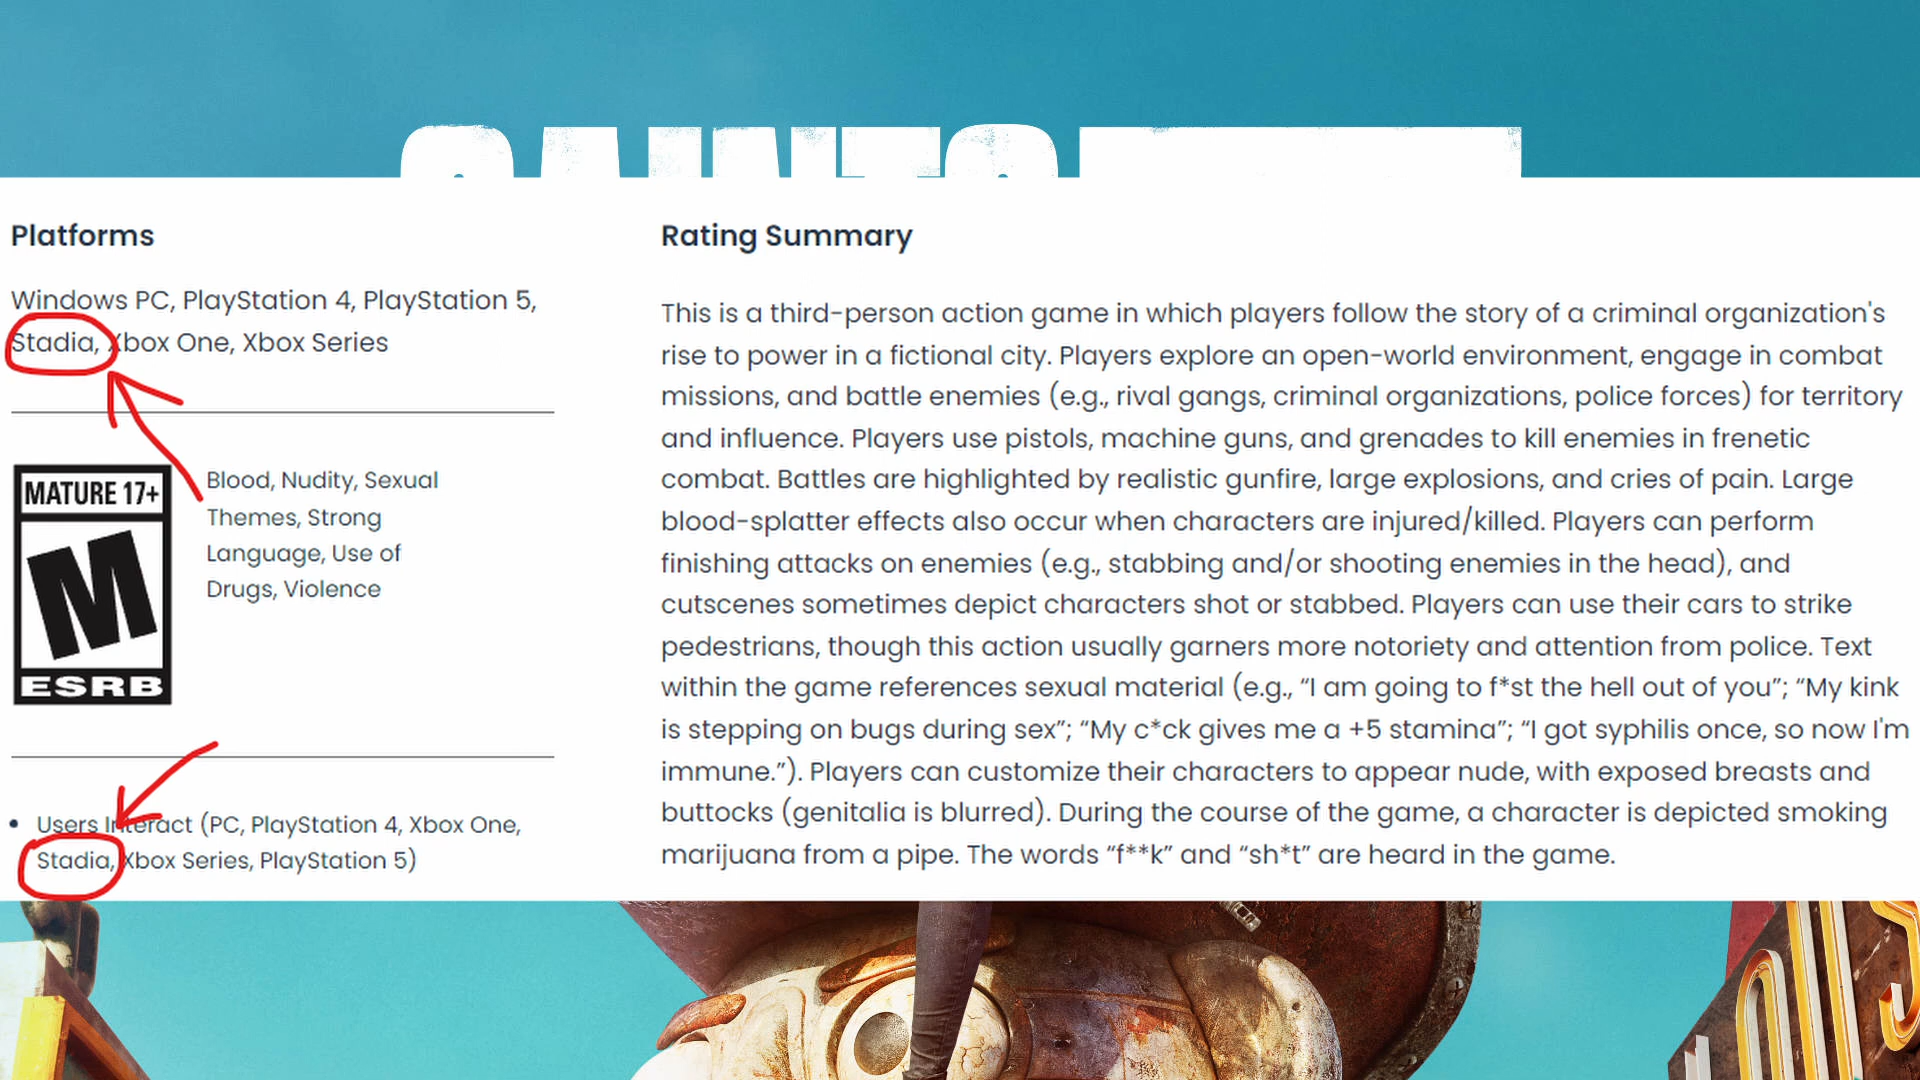 SAINTS
Platforms
Windows PC, PlayStation 4, PlayStation 5,
Stadia, Xbox One, Xbox Series
MATURE 17+
M
ESRB
Blood, Nudity, Sexual
Themes, Strong
Language, Use of
Drugs, Violence
• Users Interact (PC, PlayStation 4, Xbox One,
Stadia, Xbox Series, PlayStation 5)
Rating Summary
This is a third-person action game in which players follow the story of a criminal organization's
rise to power in a fictional city. Players explore an open-world environment, engage in combat
missions, and battle enemies (e.g., rival gangs, criminal organizations, police forces) for territory
and influence. Players use pistols, machine guns, and grenades to kill enemies in frenetic
combat. Battles are highlighted by realistic gunfire, large explosions, and cries of pain. Large
blood-splatter effects also occur when characters are injured/killed. Players can perform
finishing attacks on enemies (e.g., stabbing and/or shooting enemies in the head), and
cutscenes sometimes depict characters shot or stabbed. Players can use their cars to strike
pedestrians, though this action usually garners more notoriety and attention from police. Text
within the game references sexual material (e.g., “I am going to f*st the hell out of you”; “My kink
is stepping on bugs during sex”; “My c*ck gives me a +5 stamina”; “I got syphilis once, so now I'm
immune.”). Players can customize their characters to appear nude, with exposed breasts and
buttocks (genitalia is blurred). During the course of the game, a character is depicted smoking
marijuana from a pipe. The words “f**k” and “sh*t” are heard in the game.